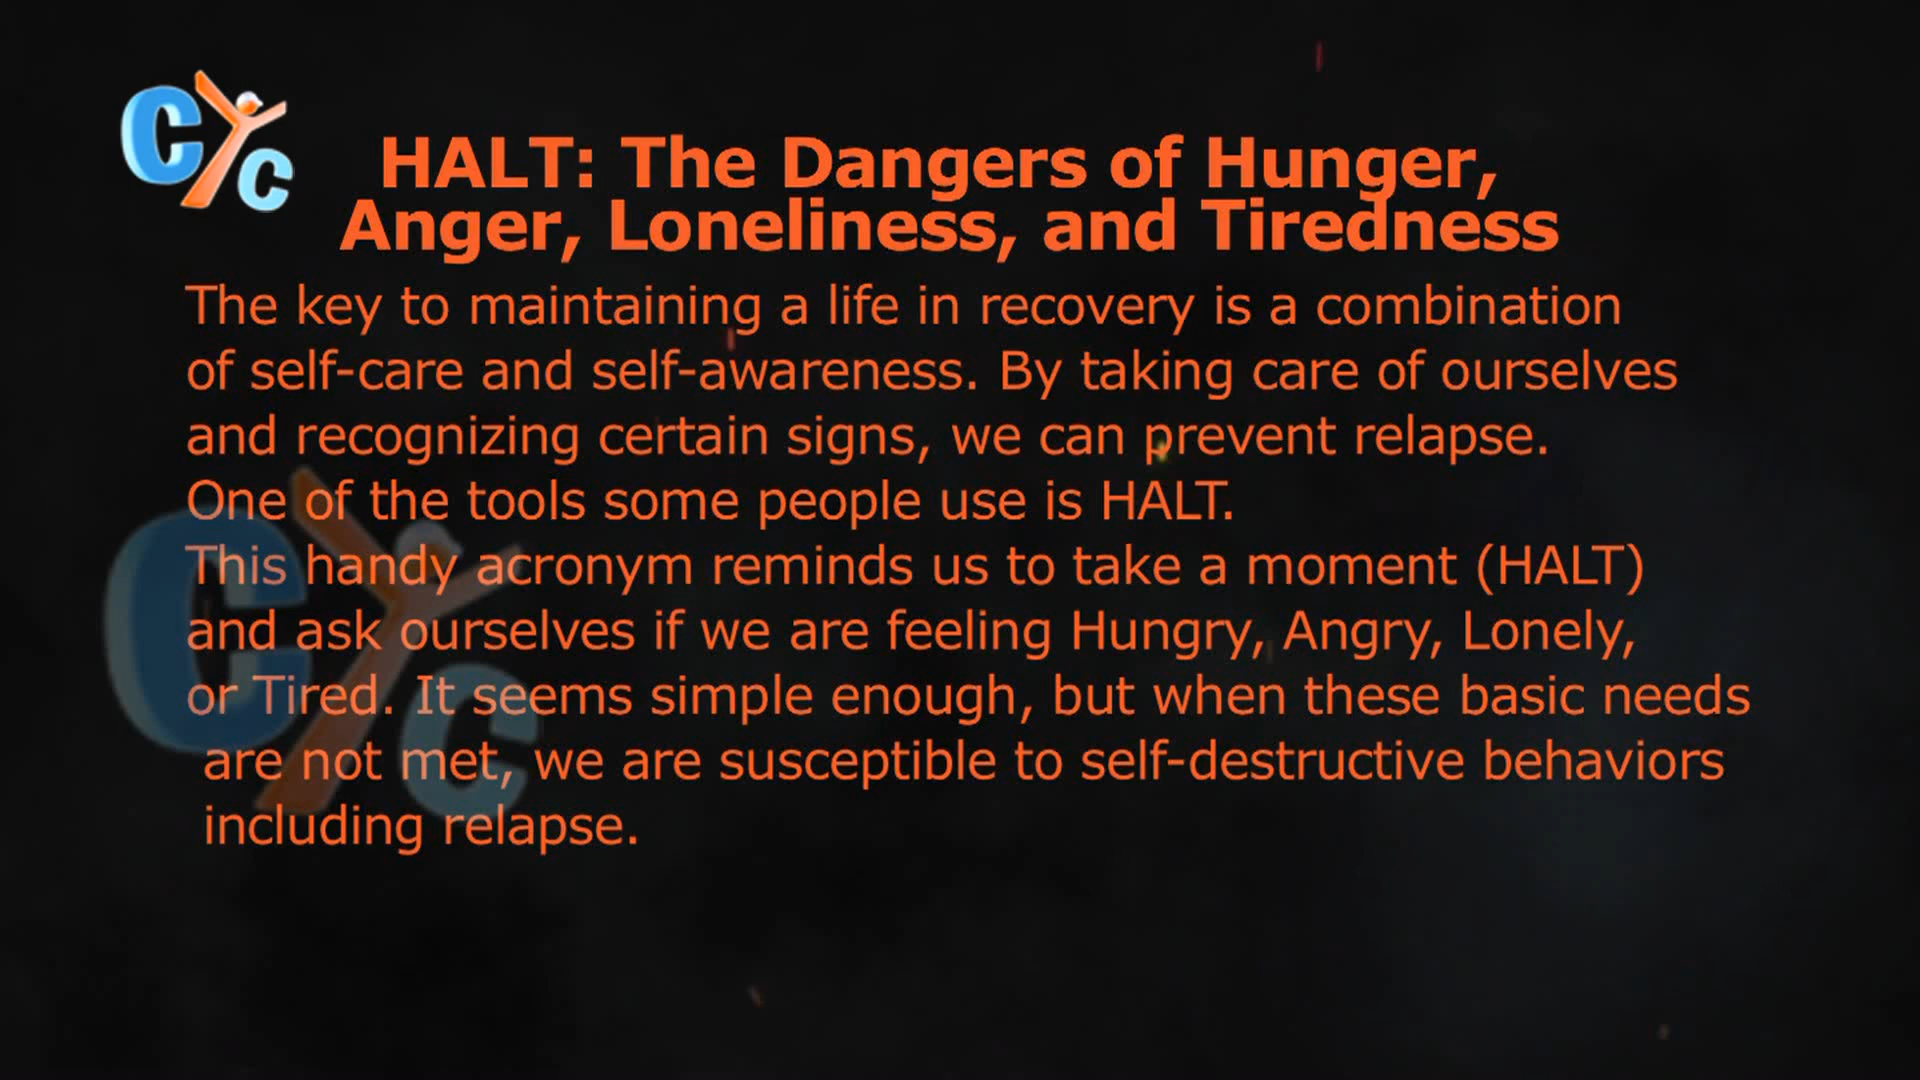 CYC
HALT: The Dangers of Hunger,
Anger, Loneliness, and Tiredness
The key to maintaining a life in recovery is a combination
of self-care and self-awareness. By taking care of ourselves
and recognizing certain signs, we can prevent relapse.
One of the tools some people use is HALT.
This handy acronym reminds us to take a moment (HALT)
and ask ourselves if we are feeling Hungry, Angry, Lonely,
or Tired. It seems simple enough, but when these basic needs
are not met, we are susceptible to self-destructive behaviors
including relapse.
CYC